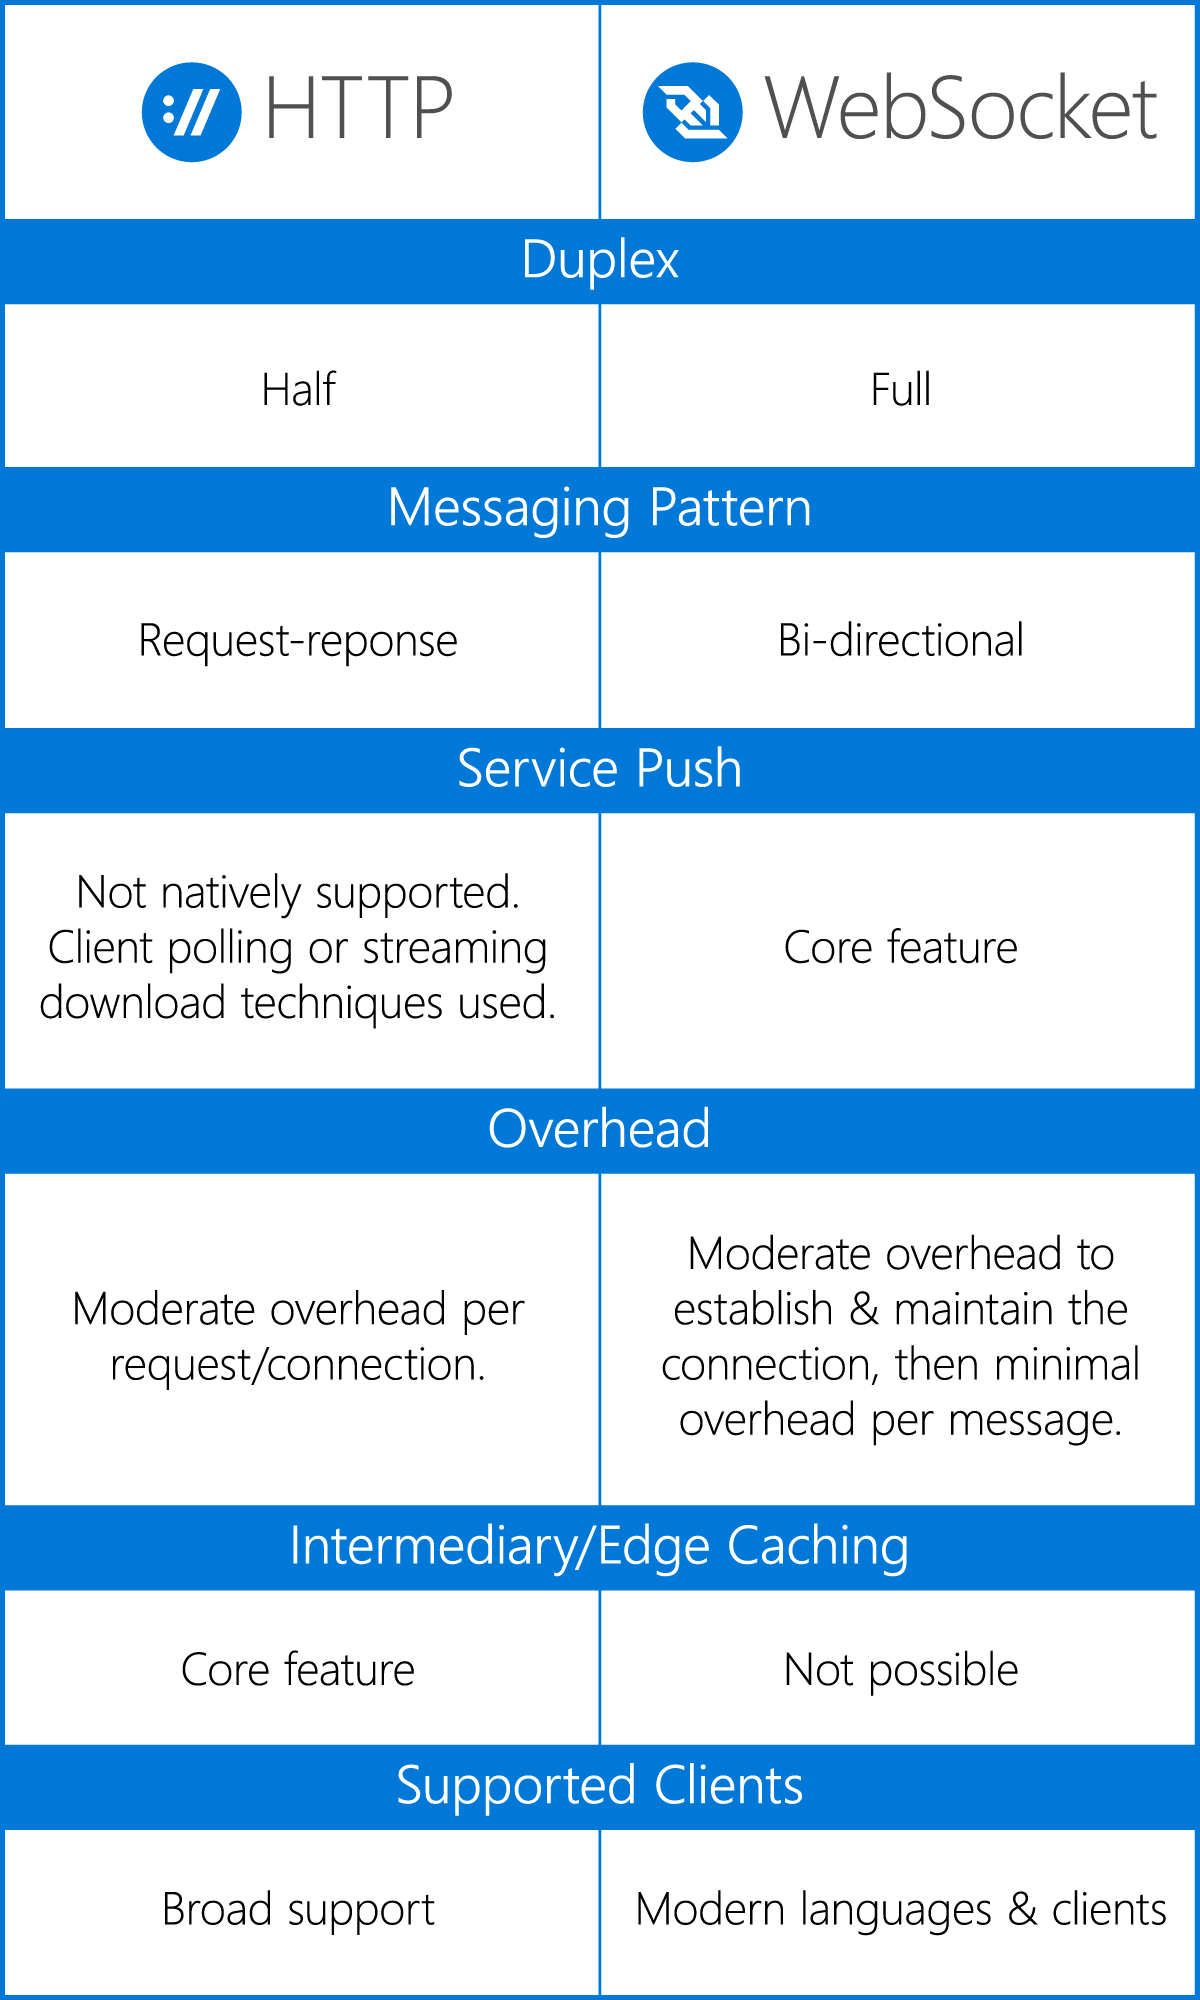 HTTP
WebSocket
Duplex
Half
Full
Messaging Pattern
Request-reponse
Bi-directional
Service Push
Not natively supported.
Client polling or streaming
download techniques used.
Core feature
Overhead
Moderate overhead per
request/connection.
Moderate overhead to
establish & maintain the
connection, then minimal
overhead per message.
Intermediary/Edge Caching
Core feature
Not possible
Supported Clients
Broad support
Modern languages & clients